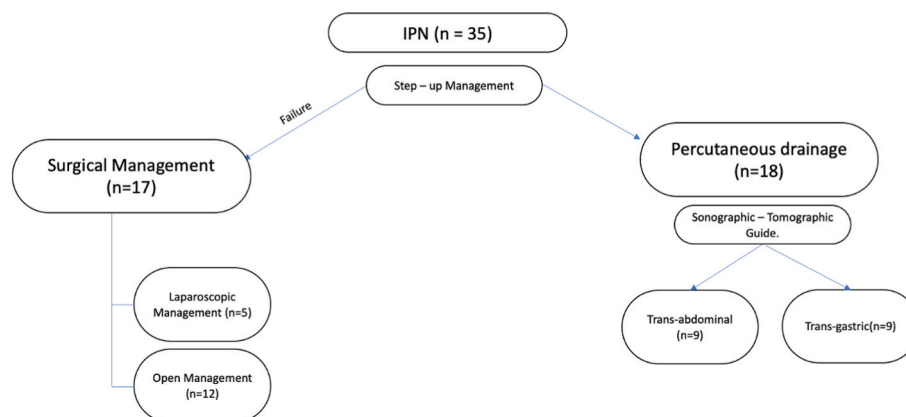 IPN (n = 35)
Step – up Management
Failure
Surgical Management
(n=17)
Percutaneous drainage
(n=18)
Sonographic – Tomographic
Guide.
Laparoscopic
Management (n=5)
Trans-abdominal
(n=9)
Trans-gastric(n=9)
Open Management
(n=12)